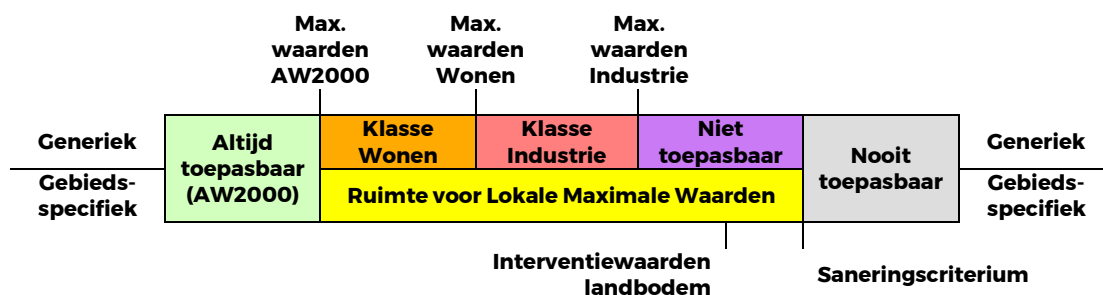 Max.
waarden
AW2000
Max.
waarden
Wonen
Max.
waarden
Industrie
Generiek
Gebieds-
specifiek
Altijd
toepasbaar
(AW2000)
Klasse
Wonen
Klasse
Industrie
Niet
toepasbaar
Ruimte voor Lokale Maximale Waarden
Nooit
toepasbaar
Generiek
Gebieds-
specifiek
Interventiewaarden
landbodem
Saneringscriterium